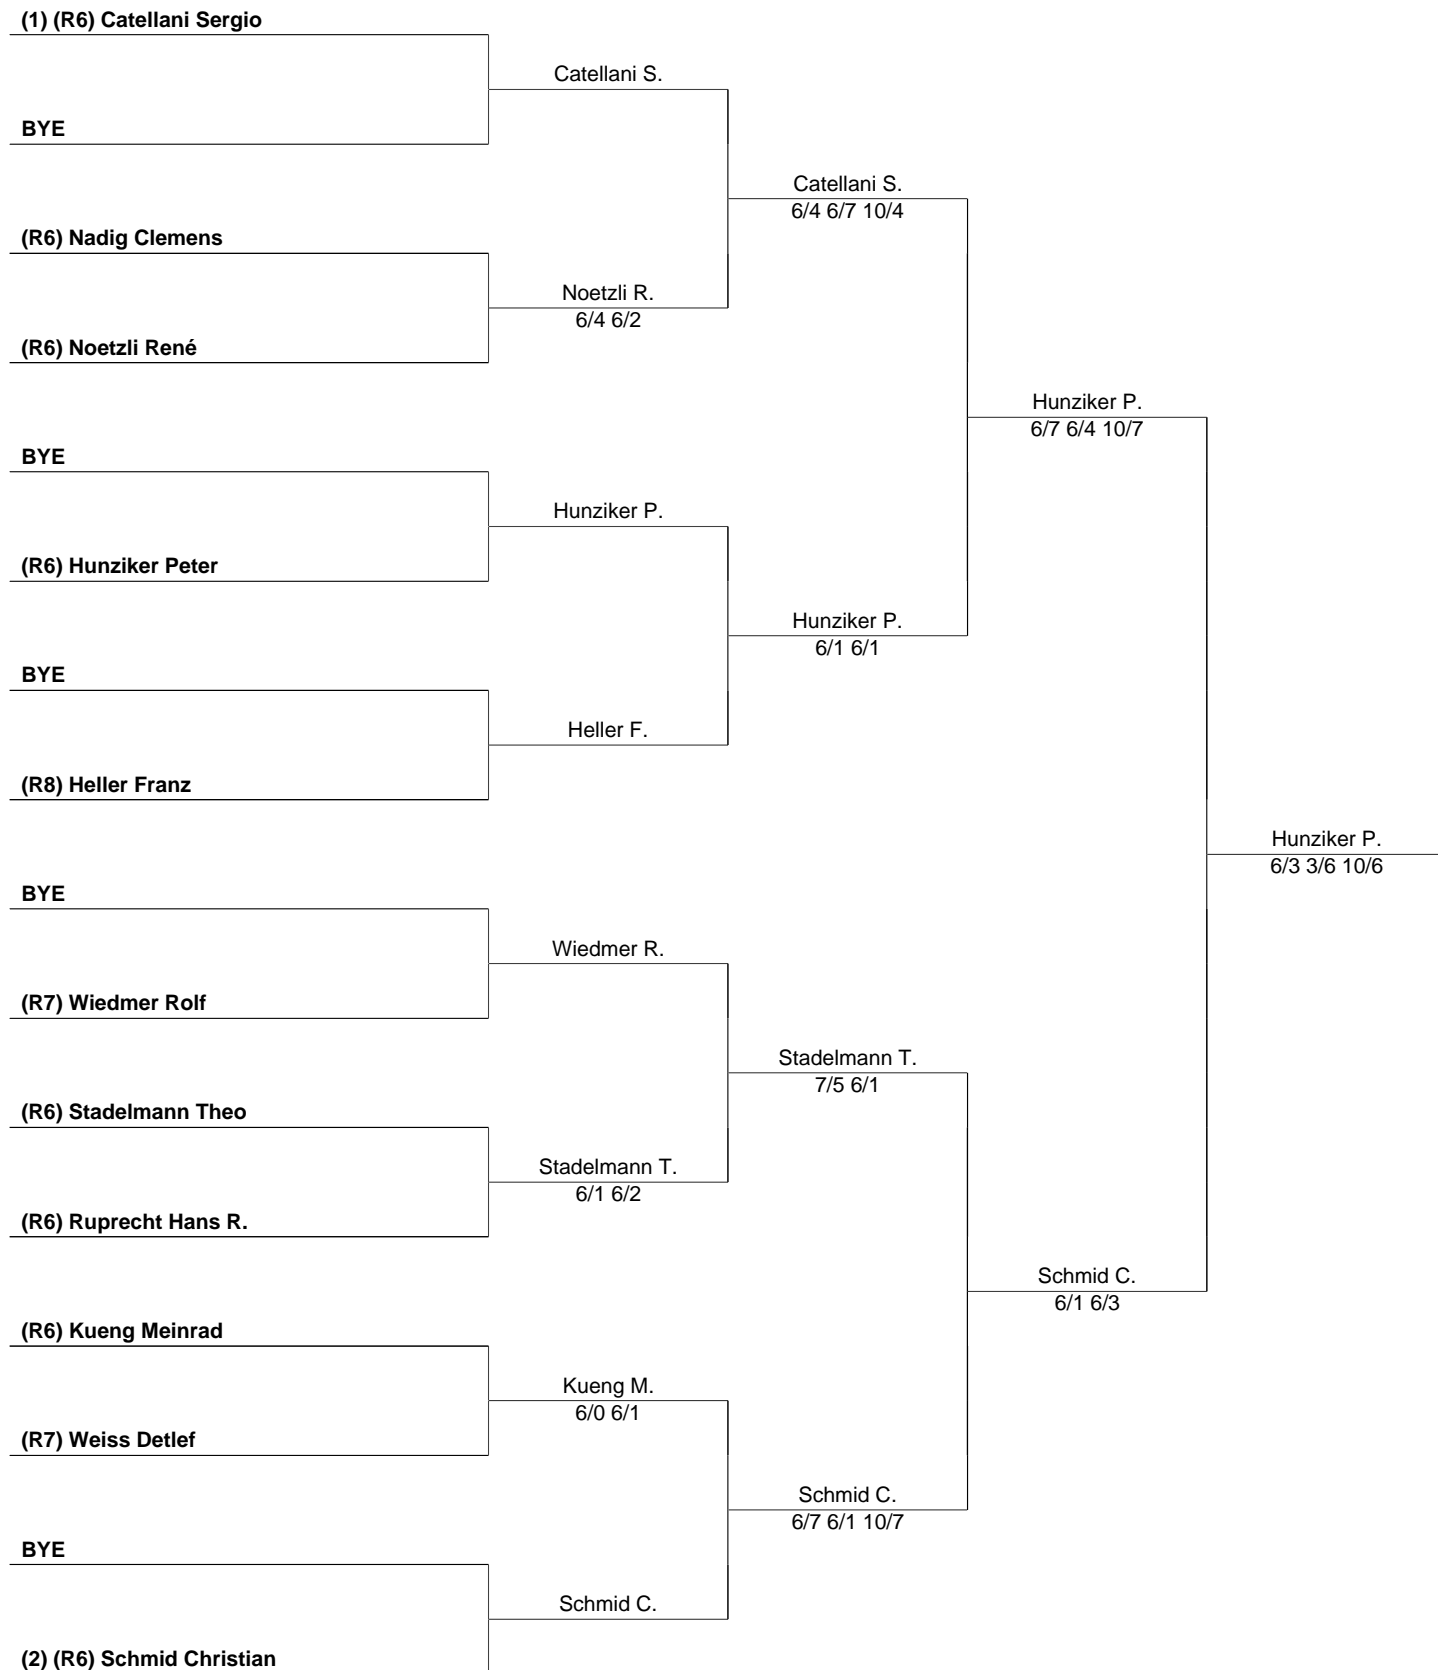 (1) (R6) Catellani Sergio
Catellani S.
BYE
Catellani S.
6/4 6/7 10/4
(R6) Nadig Clemens
Noetzli R.
6/4 6/2
(R6) Noetzli René
Hunziker P.
6/7 6/4 10/7
BYE
Hunziker P.
(R6) Hunziker Peter
Hunziker P.
6/1 6/1
BYE
Heller F.
(R8) Heller Franz
Hunziker P.
6/3 3/6 10/6
BYE
Wiedmer R.
(R7) Wiedmer Rolf
Stadelmann T.
7/5 6/1
(R6) Stadelmann Theo
Stadelmann T.
6/1 6/2
(R6) Ruprecht Hans R.
Schmid C.
6/1 6/3
(R6) Kueng Meinrad
Kueng M.
6/0 6/1
(R7) Weiss Detlef
Schmid C.
6/7 6/1 10/7
BYE
Schmid C.
(2) (R6) Schmid Christian